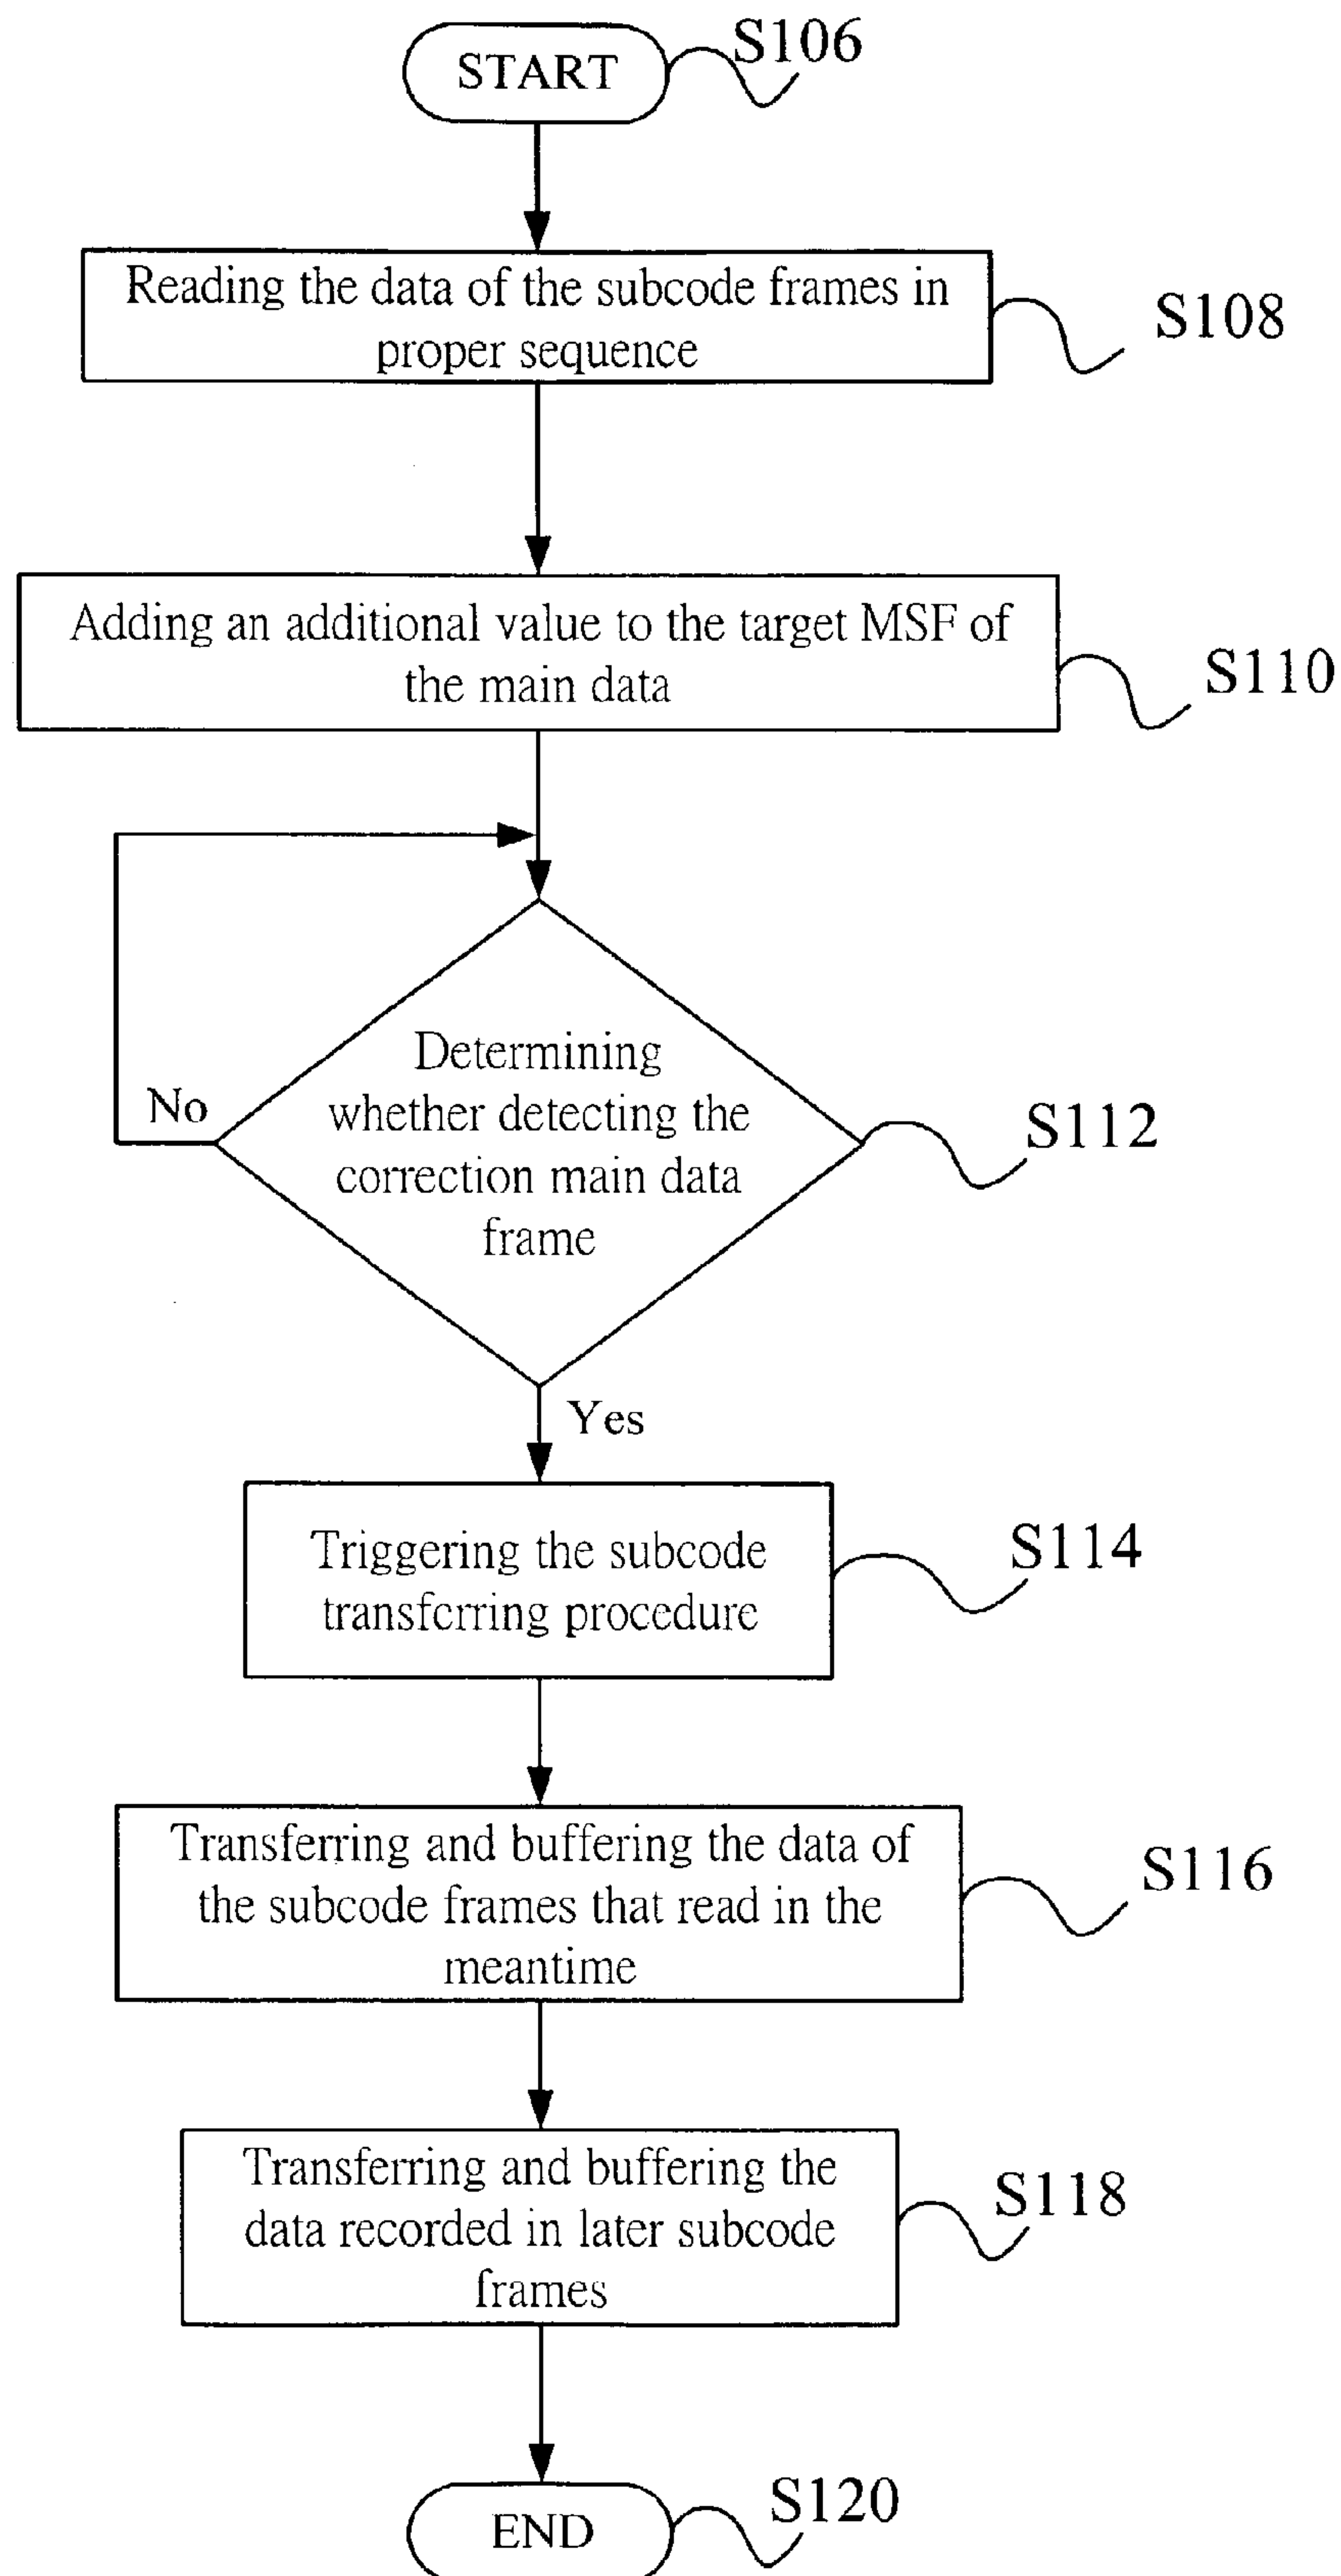 START
S106
Reading the data of the subcode frames in
proper sequence
S108
Adding an additional value to the target MSF of
the main data
S110
Determining
whether detecting the
correction main data
frame
No
S112
Yes
Triggering the subcode
transferring procedure
S114
Transferring and buffering the data of
the subcode frames that read in the
meantime
S116
Transferring and buffering the
data recorded in later subcode
frames
S118
END
S120